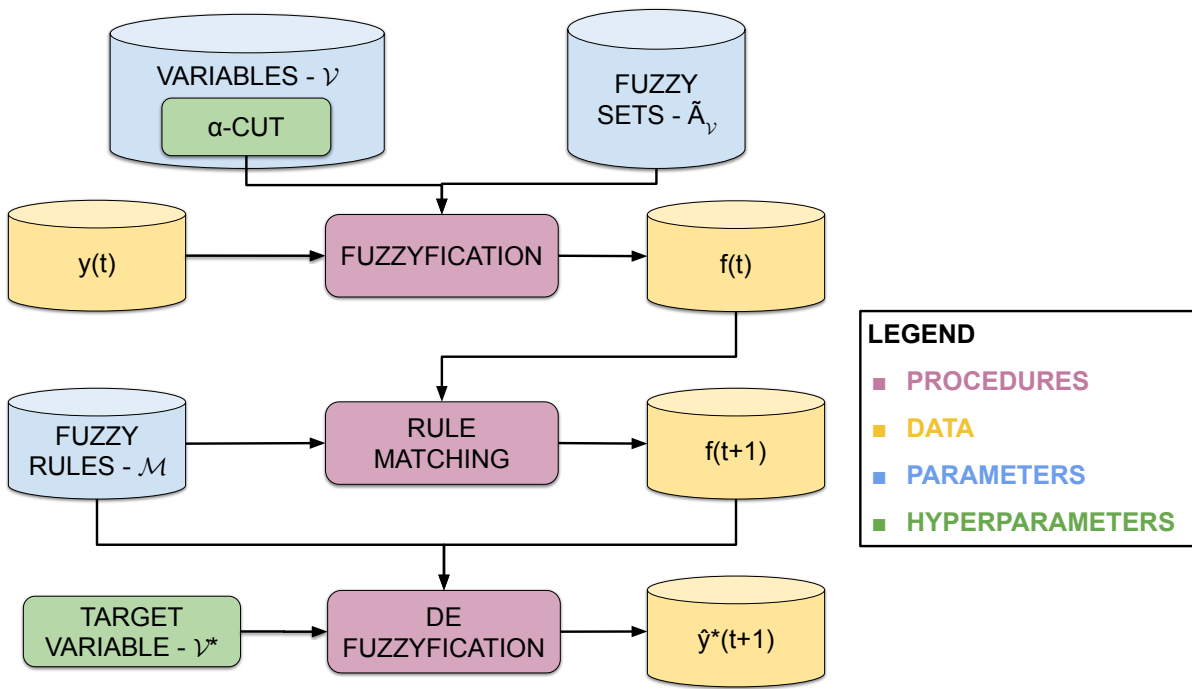 VARIABLES - 𝒱
α-CUT
FUZZY
SETS - Ã𝒱
y(t)
FUZZYFICATION
f(t)
FUZZY
RULES - ℳ
RULE
MATCHING
f(t+1)
TARGET
VARIABLE - 𝒱*
DE
FUZZYFICATION
ŷ*(t+1)
LEGEND
PROCEDURES
DATA
PARAMETERS
HYPERPARAMETERS